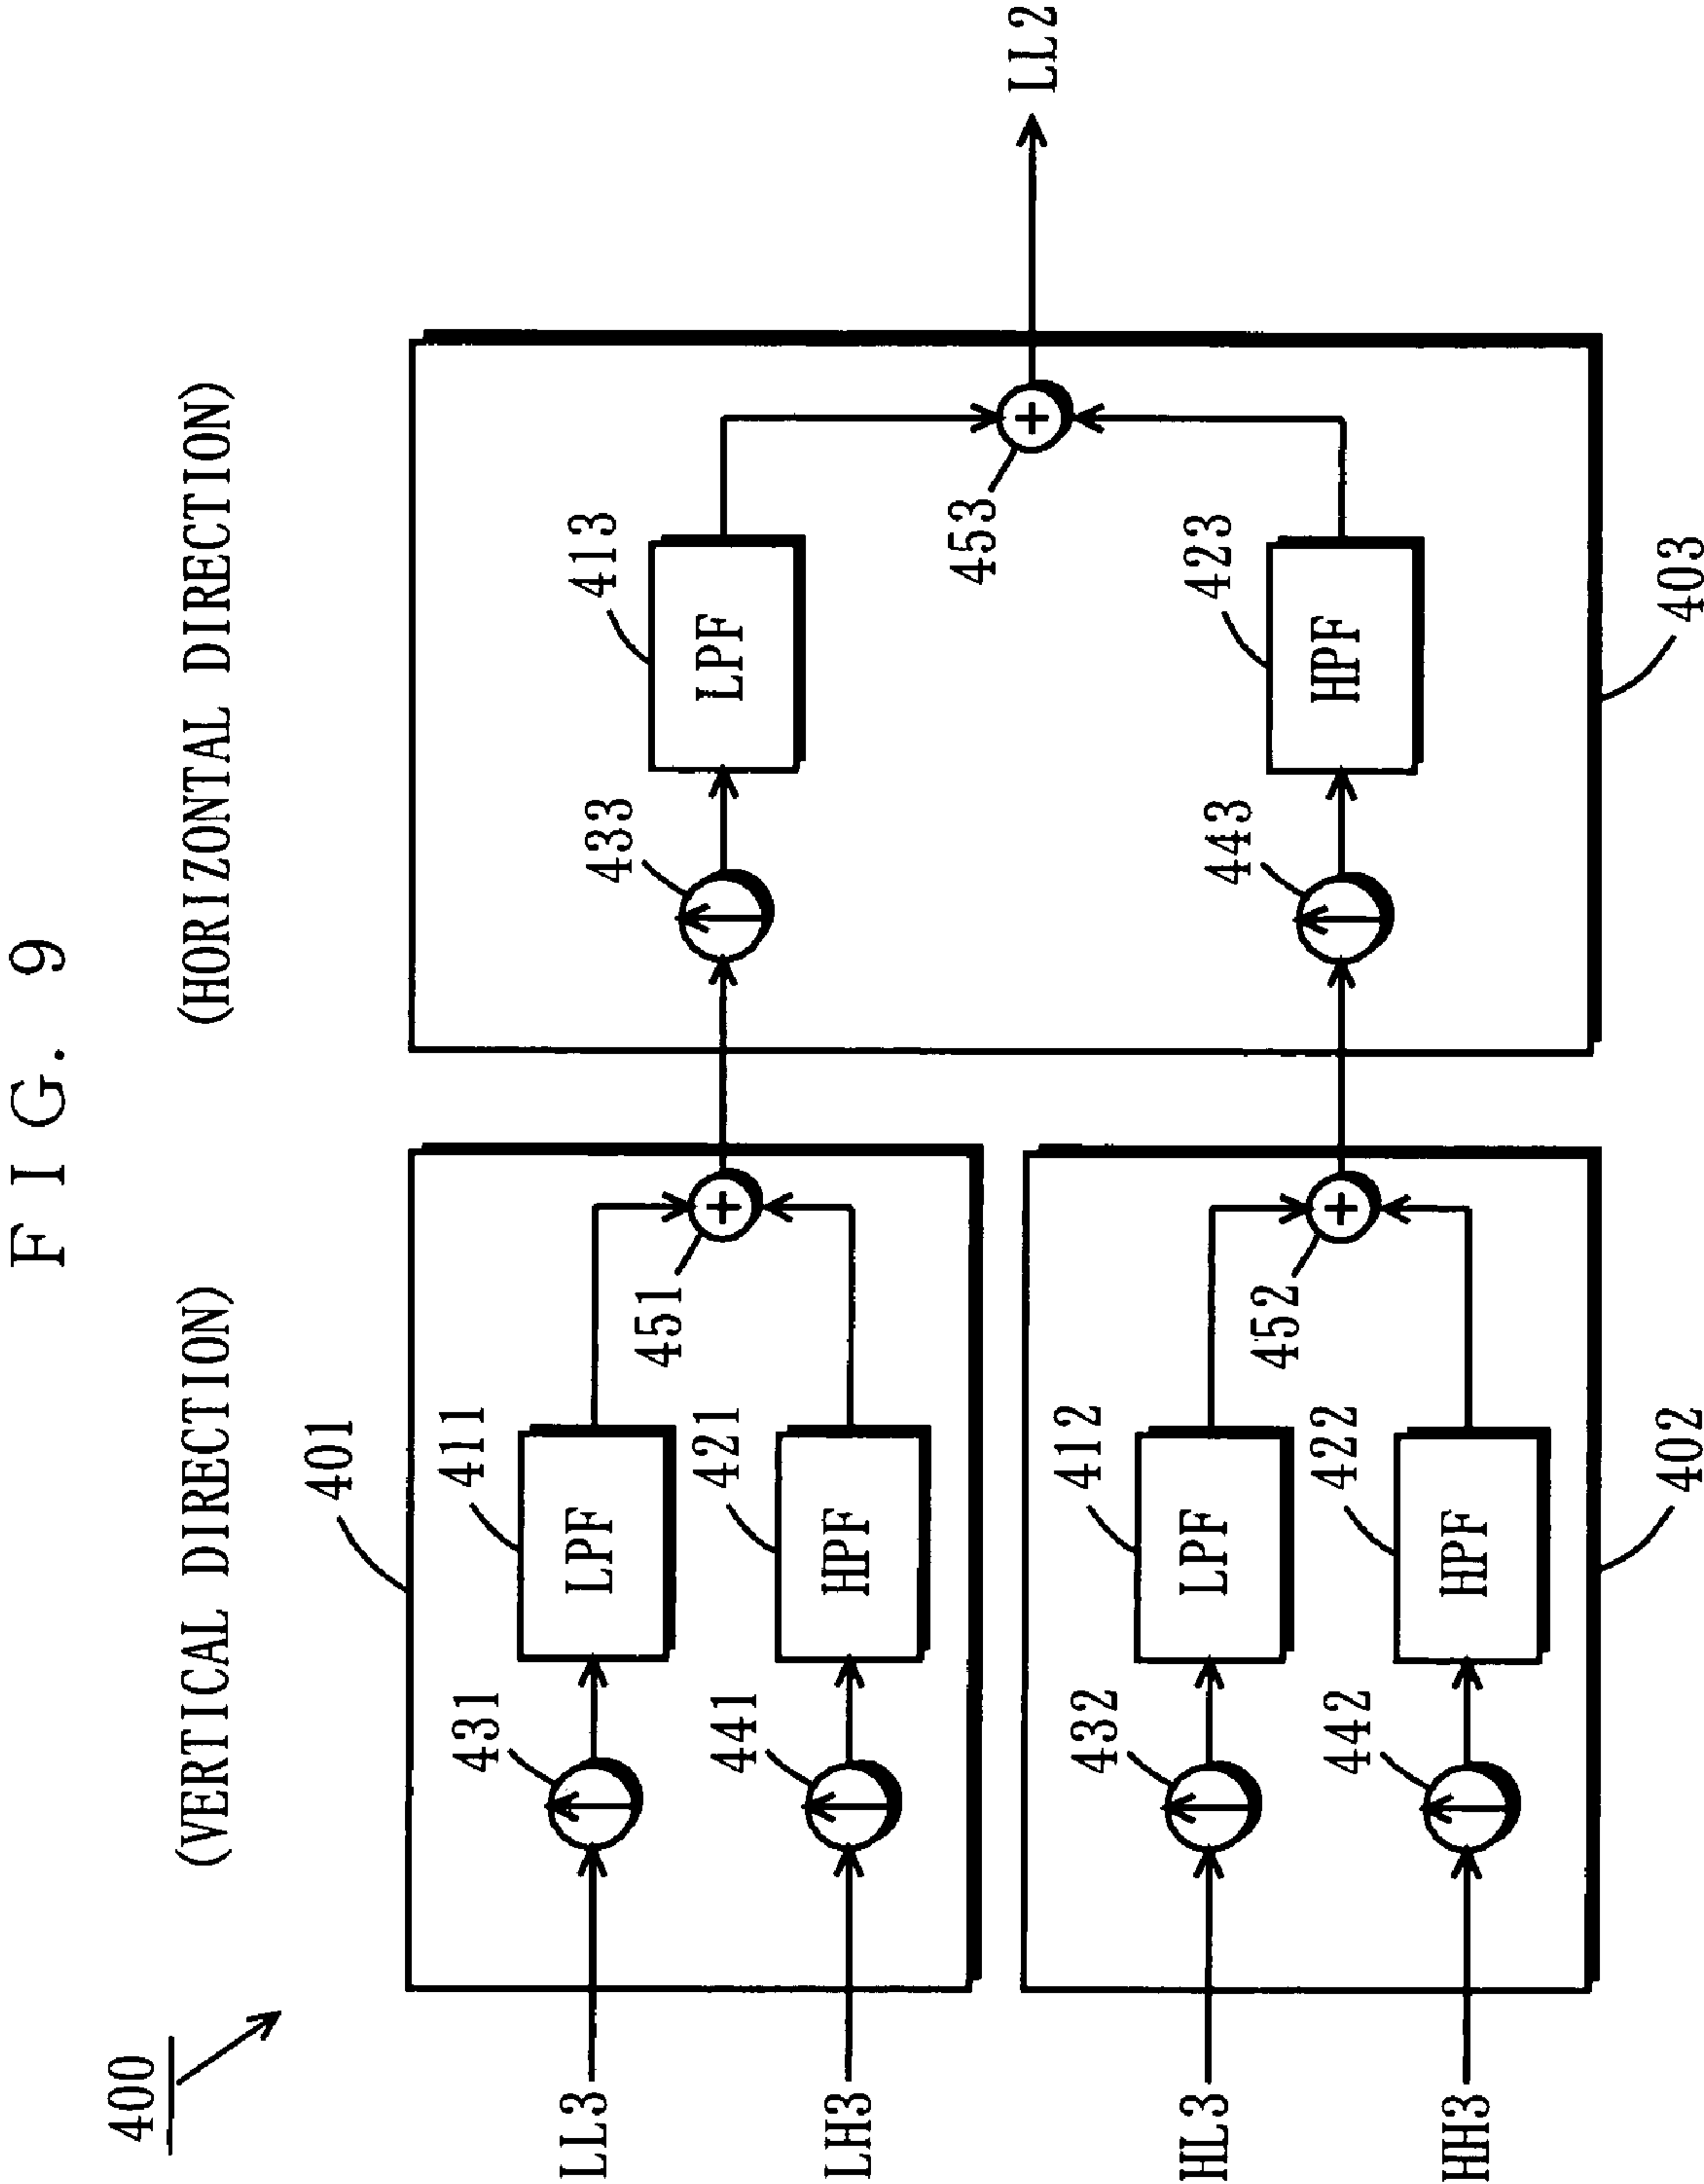 FIG. 9
400
(VERTICAL DIRECTION)
(HORIZONTAL DIRECTION)
401
LL3
431
411
LPF
LH3
441
421
HPF
451
433
413
LPF
453
LL2
HL3
432
412
LPF
HH3
442
422
HPF
452
443
423
HPF
402
403